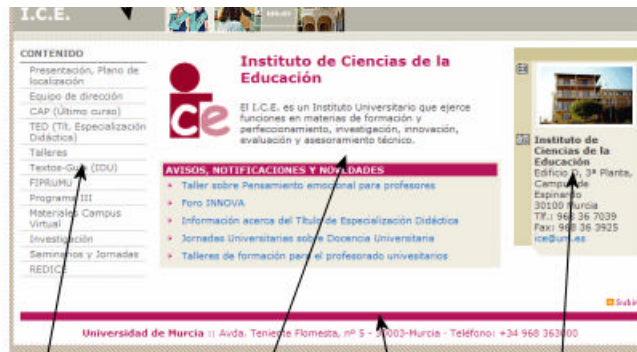 I.C.E.
CONTENIDO
Presentación, Plano de
localización
Equipo de dirección
CAP (Último curso)
TED (Tít. Especialización
Didáctica)
Talleres
Textos-Guía (IDU)
FIPRUMU
Programa III
Materiales Campus
Virtual
Investigación
Seminarios y Jornadas
REDICE
ice
Instituto de Ciencias de la
Educación
El I.C.E. es un Instituto Universitario que ejerce
funciones en materias de formación y
perfeccionamiento, investigación, innovación,
evaluación y asesoramiento técnico.
AVISOS, NOTIFICACIONES Y NOVEDADES
Taller sobre Pensamiento emocional para profesores
Foro INNOVA
Información acerca del Título de Especialización Didáctica
Jornadas Universitarias sobre Docencia Universitaria
Talleres de formación para el profesorado univesitarios
Instituto de
Ciencias de la
Educación
Edificio D, 3ª Planta,
Campus de
Espinardo
30100 Murcia
Tlf.: 968 36 7039
Fax: 968 36 3925
ice@um.es
Subir
Universidad de Murcia :: Avda. Teniente Flomesta, nº 5 - 30003-Murcia - Teléfono: +34 968 363000